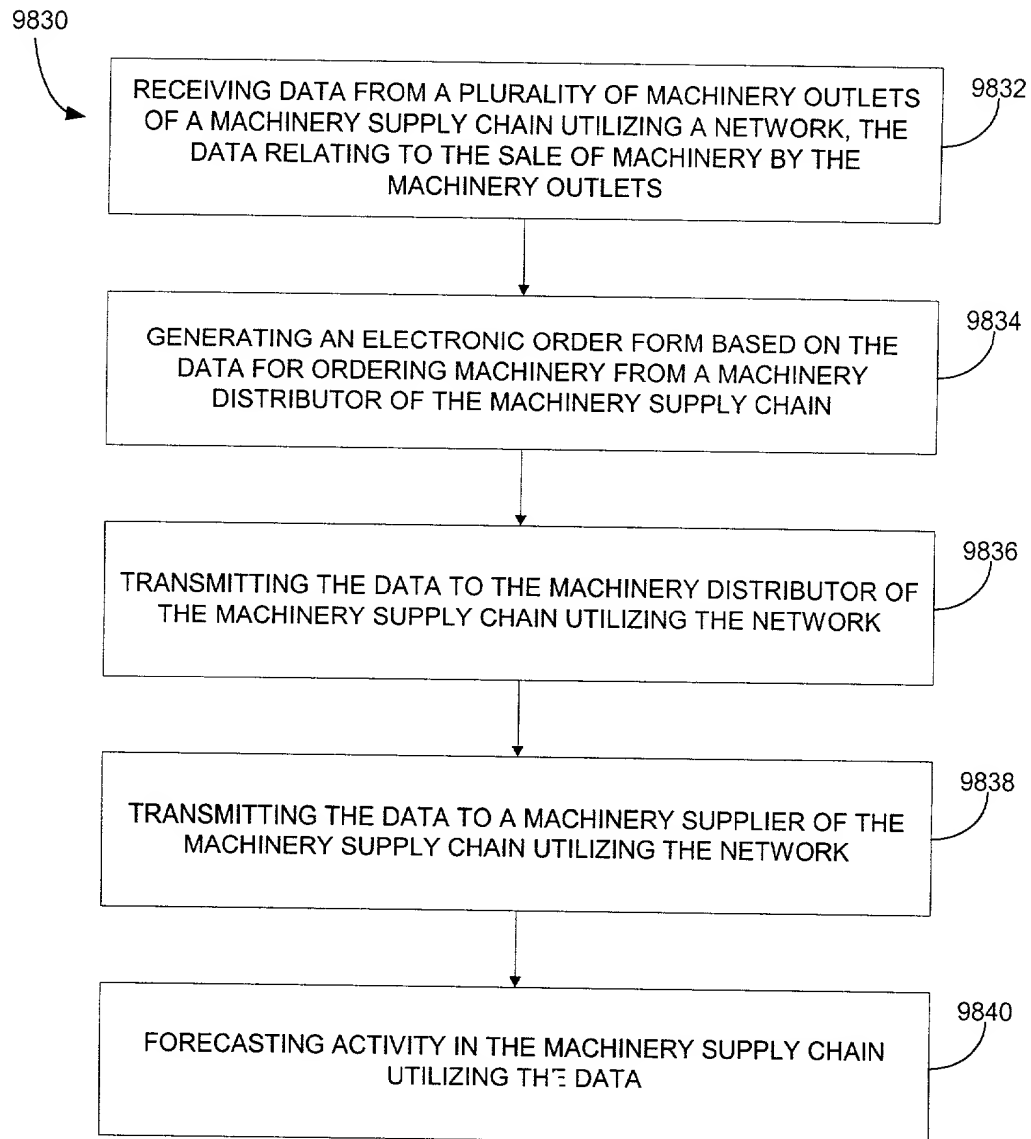 9830
RECEIVING DATA FROM A PLURALITY OF MACHINERY OUTLETS
OF A MACHINERY SUPPLY CHAIN UTILIZING A NETWORK, THE
DATA RELATING TO THE SALE OF MACHINERY BY THE
MACHINERY OUTLETS
9832
GENERATING AN ELECTRONIC ORDER FORM BASED ON THE
DATA FOR ORDERING MACHINERY FROM A MACHINERY
DISTRIBUTOR OF THE MACHINERY SUPPLY CHAIN
9834
TRANSMITTING THE DATA TO THE MACHINERY DISTRIBUTOR OF
THE MACHINERY SUPPLY CHAIN UTILIZING THE NETWORK
9836
TRANSMITTING THE DATA TO A MACHINERY SUPPLIER OF THE
MACHINERY SUPPLY CHAIN UTILIZING THE NETWORK
9838
FORECASTING ACTIVITY IN THE MACHINERY SUPPLY CHAIN
UTILIZING THE DATA
9840